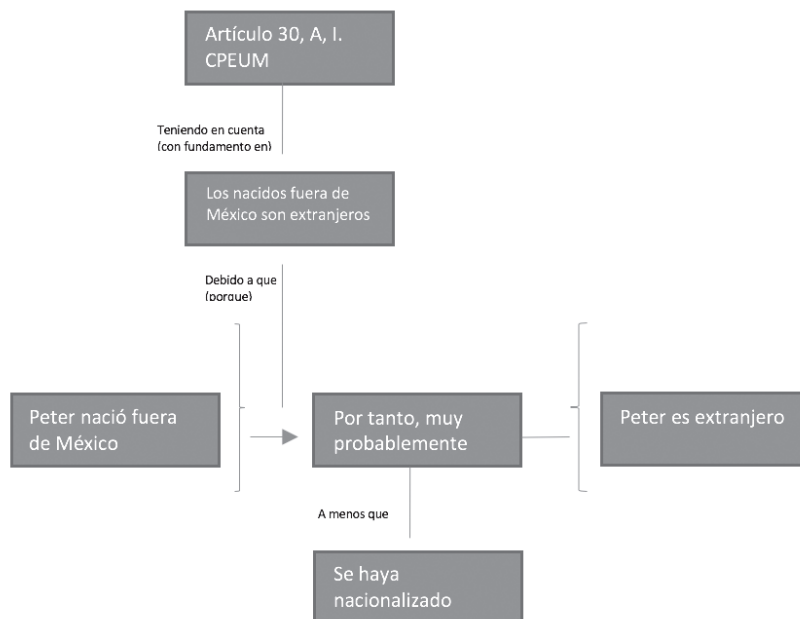 Artículo 30, A, I.
CPEUM
Teniendo en cuenta
(con fundamento en)
Los nacidos fuera de
México son extranjeros
Debido a que
(porque)
Peter nació fuera
de México
Por tanto, muy
probablemente
Peter es extranjero
A menos que
Se haya
nacionalizado